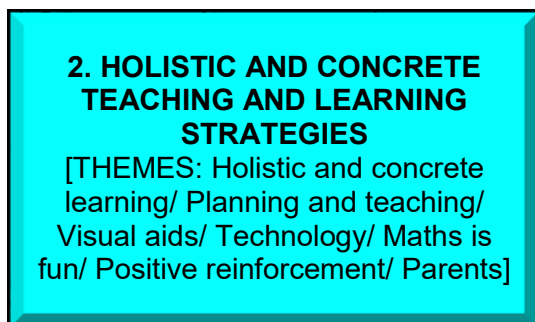 2. HOLISTIC AND CONCRETE
TEACHING AND LEARNING
STRATEGIES
[THEMES: Holistic and concrete
learning/ Planning and teaching/
Visual aids/ Technology/ Maths is
fun/ Positive reinforcement/ Parents]